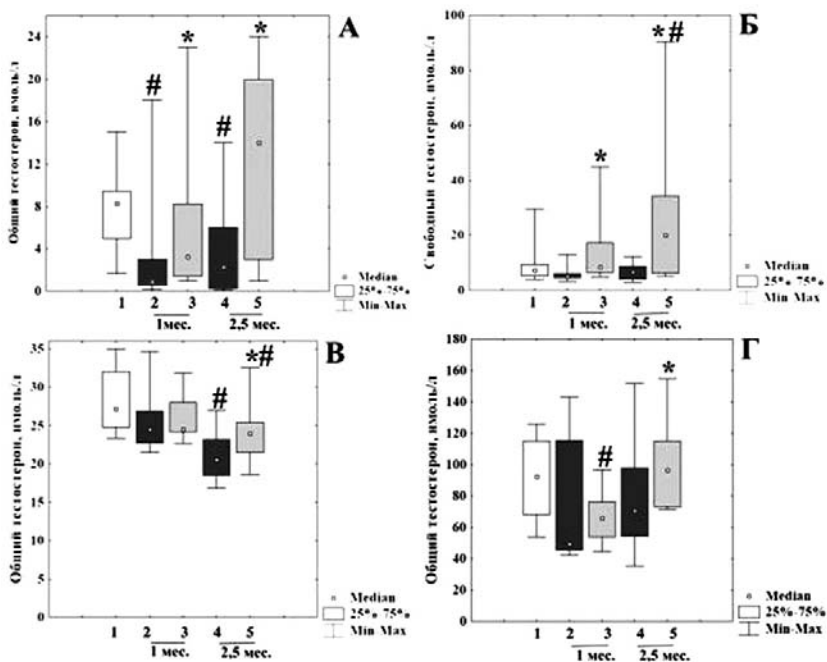 А
Общий тестостерон, нмоль/л
24
20
16
12
8
4
0
# * # *
1 2 3 4 5
1мес. 2,5 мес.
Median
25%-75%
Min-Max
Б
Свободный тестостерон, нмоль/л
100
80
60
40
20
0
* *#
1 2 3 4 5
1 мес. 2,5 мес.
Median
25%-75%
Min-Max
В
Общий тестостерон, нмоль/л
35
30
25
20
15
10
5
0
# *#
1 2 3 4 5
1 мес. 2,5 мес.
Median
25%-75%
Min-Max
Г
Общий тестостерон, нмоль/л
180
160
140
120
100
80
60
40
20
0
# *
1 2 3 4 5
1 мес. 2,5 мес.
Median
25%-75%
Min-Max